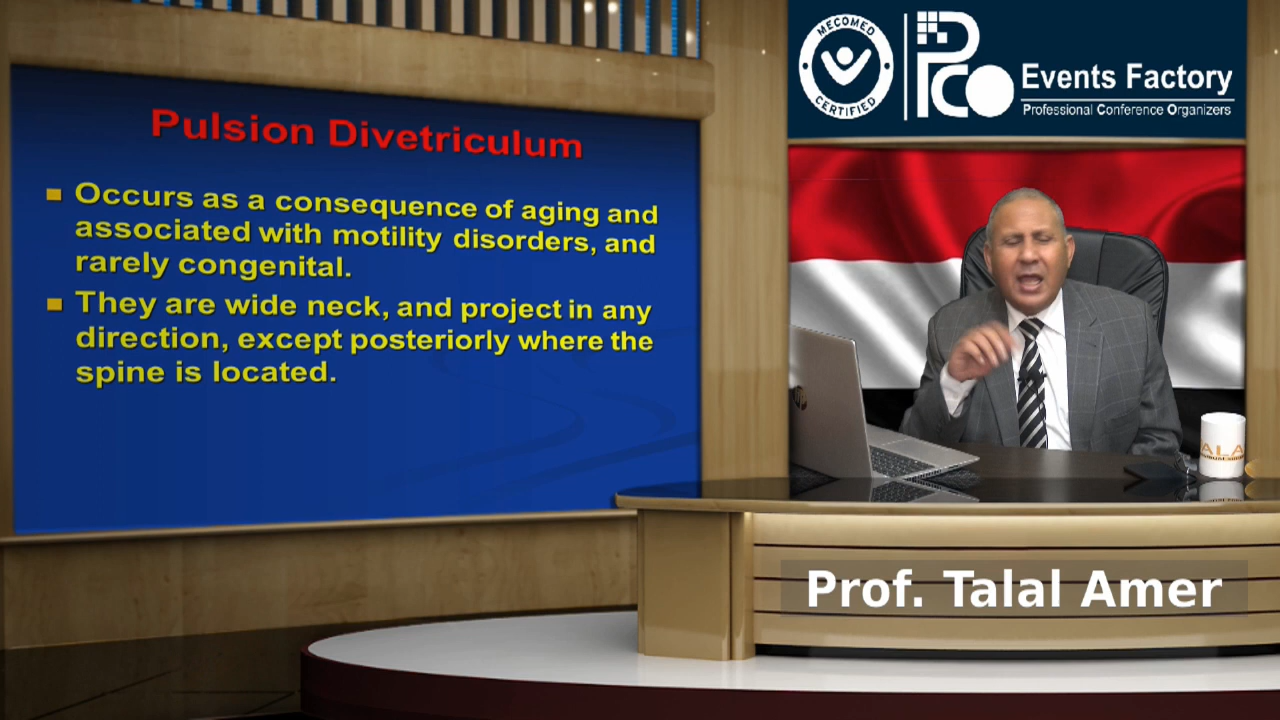 Pulsion Divetriculum
Occurs as a consequence of aging and
associated with motility disorders, and
rarely congenital.
They are wide neck, and project in any
direction, except posteriorly where the
spine is located.
MECOMED
CERTIFIED
PCO
Events Factory
Professional Conference Organizers
Prof. Talal Amer